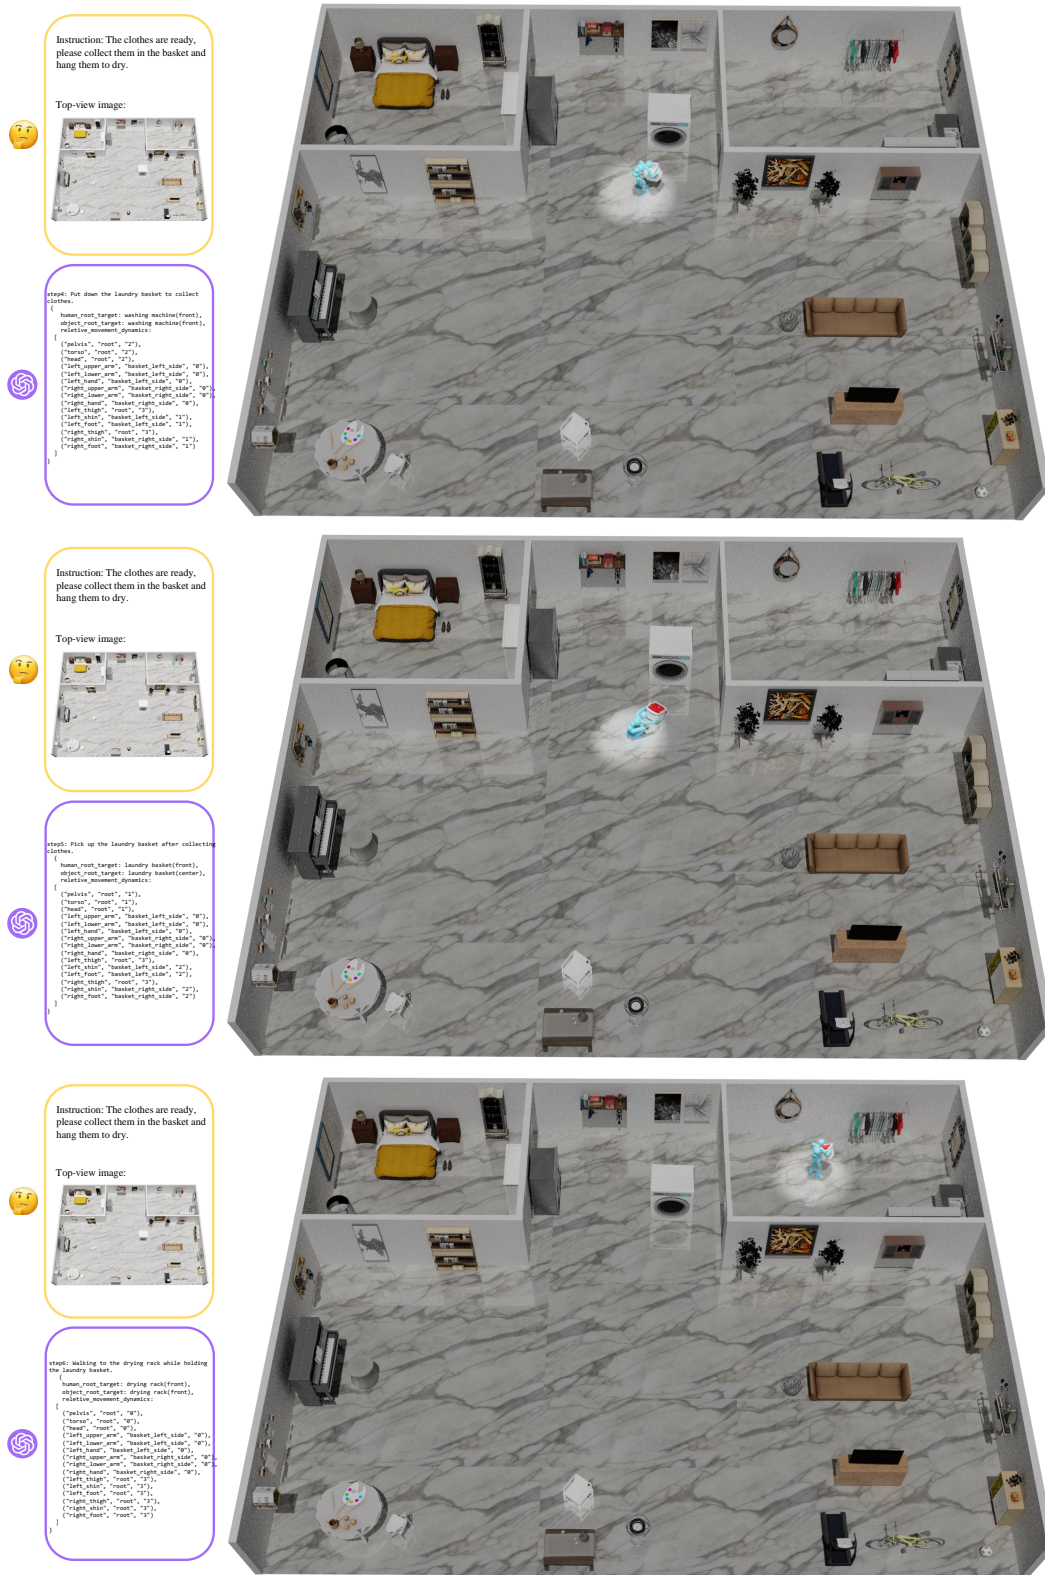 Instruction: The clothes are ready,
please collect them in the basket and
hang them to dry.
Top-view image:
step4: Put down the laundry basket to collect
clothes.
{
human_root_target: washing machine(front),
object_root_target: washing machine(front),
reletive_movement_dynamics:
[
("pelvis", "root", "2"),
("torso", "root", "2"),
("head", "root", "2"),
("left_upper_arm", "basket_left_side", "0"),
("left_lower_arm", "basket_left_side", "0"),
("left_hand", "basket_left_side", "0"),
("right_upper_arm", "basket_right_side", "0"),
("right_lower_arm", "basket_right_side", "0"),
("right_hand", "basket_right_side", "0"),
("left_thigh", "root", "3"),
("left_shin", "basket_left_side", "1"),
("left_foot", "basket_left_side", "1"),
("right_thigh", "root", "3"),
("right_shin", "basket_right_side", "1"),
("right_foot", "basket_right_side", "1")
]
}
Instruction: The clothes are ready,
please collect them in the basket and
hang them to dry.
Top-view image:
step5: Pick up the laundry basket after collecting
clothes.
{
human_root_target: laundry basket(front),
object_root_target: laundry basket(center),
reletive_movement_dynamics:
[
("pelvis", "root", "1"),
("torso", "root", "1"),
("head", "root", "1"),
("left_upper_arm", "basket_left_side", "0"),
("left_lower_arm", "basket_left_side", "0"),
("left_hand", "basket_left_side", "0"),
("right_upper_arm", "basket_right_side", "0"),
("right_lower_arm", "basket_right_side", "0"),
("right_hand", "basket_right_side", "0"),
("left_thigh", "root", "3"),
("left_shin", "basket_left_side", "2"),
("left_foot", "basket_left_side", "2"),
("right_thigh", "root", "3"),
("right_shin", "basket_right_side", "2"),
("right_foot", "basket_right_side", "2")
]
}
Instruction: The clothes are ready,
please collect them in the basket and
hang them to dry.
Top-view image:
step6: Walking to the drying rack while holding
the laundry basket.
{
human_root_target: drying rack(front),
object_root_target: drying rack(front),
reletive_movement_dynamics:
[
("pelvis", "root", "0"),
("torso", "root", "0"),
("head", "root", "0"),
("left_upper_arm", "basket_left_side", "0"),
("left_lower_arm", "basket_left_side", "0"),
("left_hand", "basket_left_side", "0"),
("right_upper_arm", "basket_right_side", "0"),
("right_lower_arm", "basket_right_side", "0"),
("right_hand", "basket_right_side", "0"),
("left_thigh", "root", "3"),
("left_shin", "root", "3"),
("left_foot", "root", "3"),
("right_thigh", "root", "3"),
("right_shin", "root", "3"),
("right_foot", "root", "3")
]
}